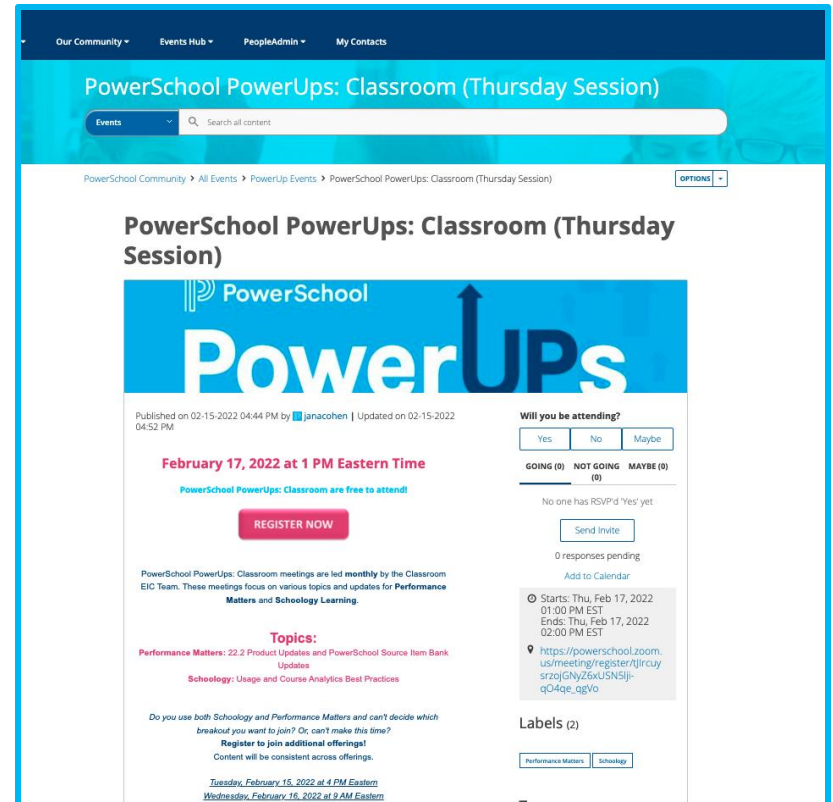 Our Community Events Hub PeopleAdmin My Contacts
PowerSchool PowerUps: Classroom (Thursday Session)
Events Search all content
PowerSchool Community > All Events > PowerUp Events > PowerSchool PowerUps: Classroom (Thursday Session)
OPTIONS
PowerSchool PowerUps: Classroom (Thursday
Session)
PowerSchool
PowerUPs
Published on 02-15-2022 04:44 PM by janacohen | Updated on 02-15-2022
04:52 PM
February 17, 2022 at 1 PM Eastern Time
PowerSchool PowerUps: Classroom are free to attend!
REGISTER NOW
PowerSchool PowerUps: Classroom meetings are led monthly by the Classroom
EIC Team. These meetings focus on various topics and updates for Performance
Matters and Schoology Learning.
Topics:
Performance Matters: 22.2 Product Updates and PowerSchool Source Item Bank
Updates
Schoology: Usage and Course Analytics Best Practices
Do you use both Schoology and Performance Matters and can't decide which
breakout you want to join? Or, can't make this time?
Register to join additional offerings!
Content will be consistent across offerings.
Tuesday, February 15, 2022 at 4 PM Eastern
Wednesday, February 16, 2022 at 9 AM Eastern
Will you be attending?
Yes No Maybe
GOING (0) NOT GOING MAYBE (0)
(0)
No one has RSVP'd 'Yes' yet
Send Invite
0 responses pending
Add to Calendar
Starts: Thu, Feb 17, 2022
01:00 PM EST
Ends: Thu, Feb 17, 2022
02:00 PM EST
https://powerschool.zoom.
us/meeting/register/tJIrcuy
srzojGNyZ6xUSN5lji-
qO4qe_qgVo
Labels (2)
Performance Matters Schoology